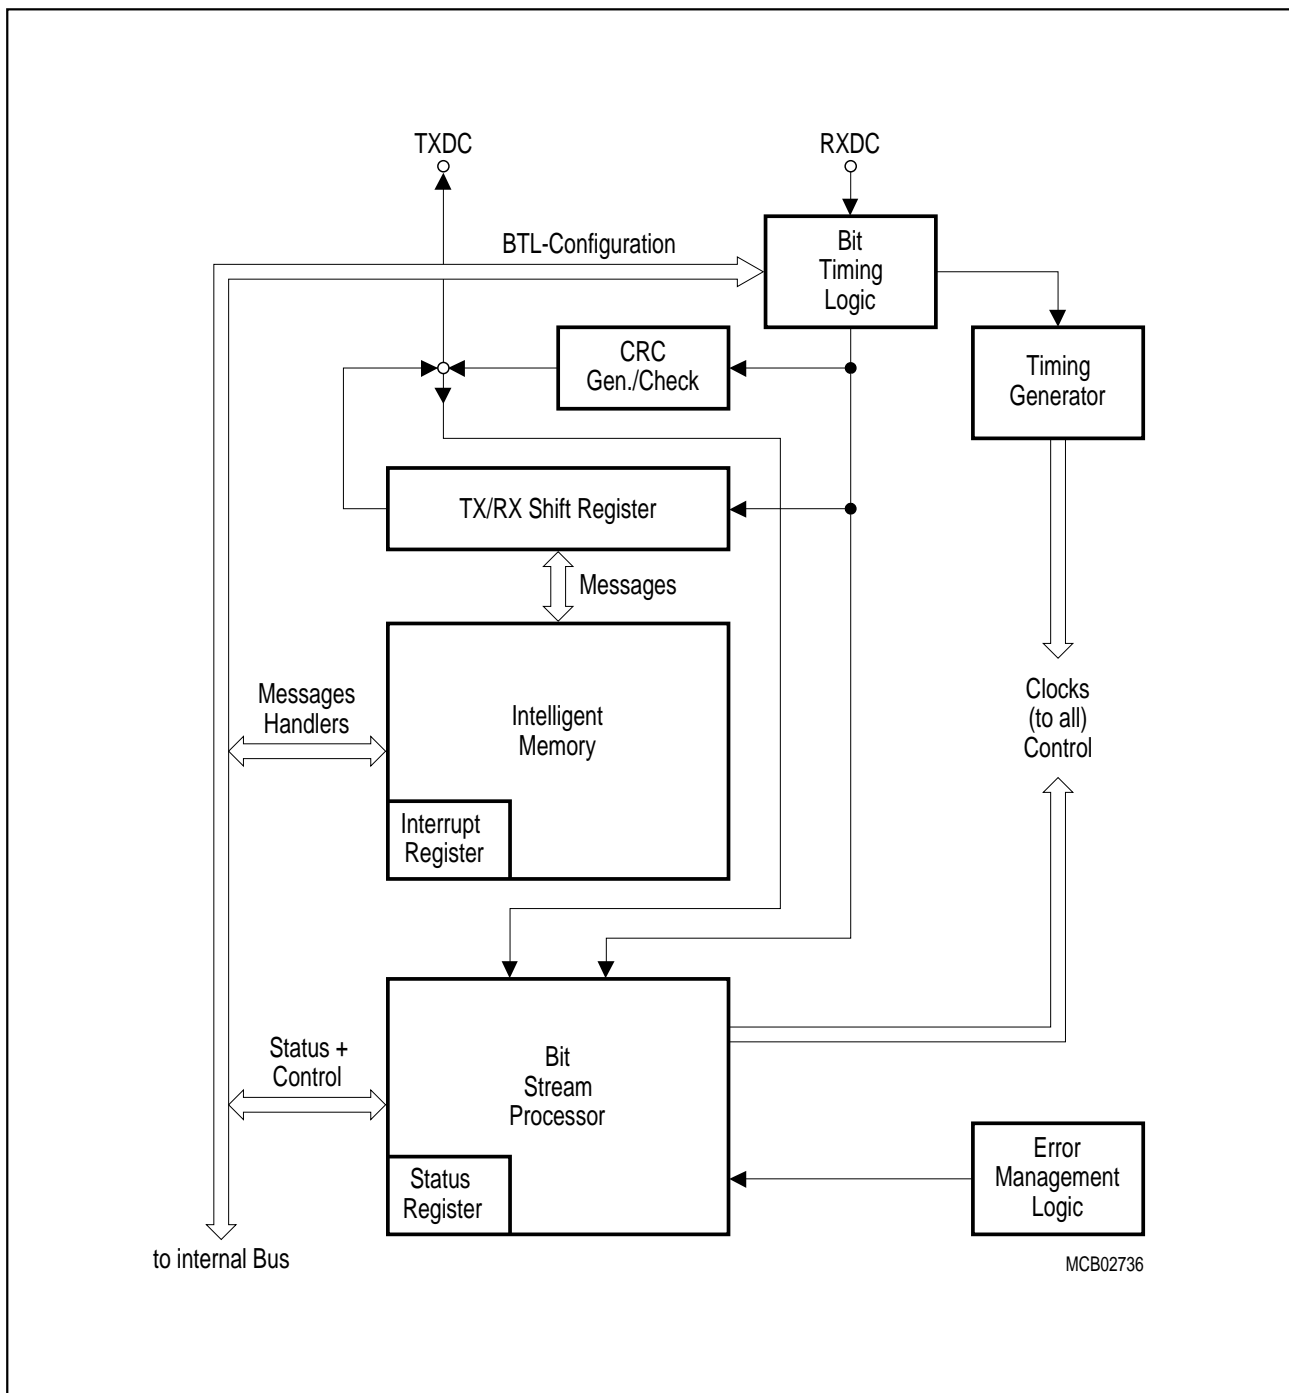 TXDC
RXDC
BTL-Configuration
Bit
Timing
Logic
CRC
Gen./Check
Timing
Generator
TX/RX Shift Register
Messages
Messages
Handlers
Intelligent
Memory
Clocks
(to all)
Control
Interrupt
Register
Status +
Control
Bit
Stream
Processor
Status
Register
Error
Management
Logic
to internal Bus
MCB02736